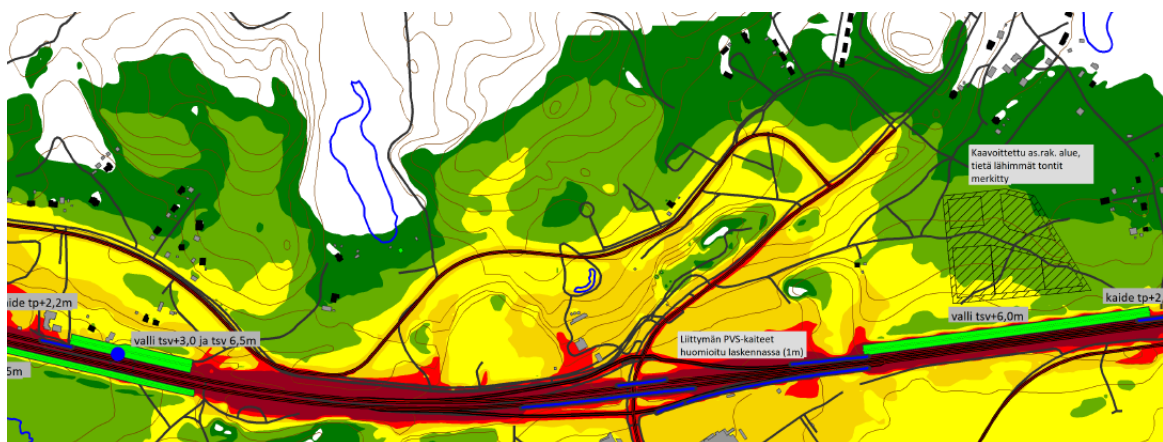 Kaavoitettu as.rak. alue,
tietä lähimmät tontit
merkitty
aide tp+2,2m
kaide tp+2,
valli tsv+6,0m
valli tsv+3,0 ja tsv 6,5m
Liittymän PVS-kaiteet
huomioitu laskennassa (1m)
5m